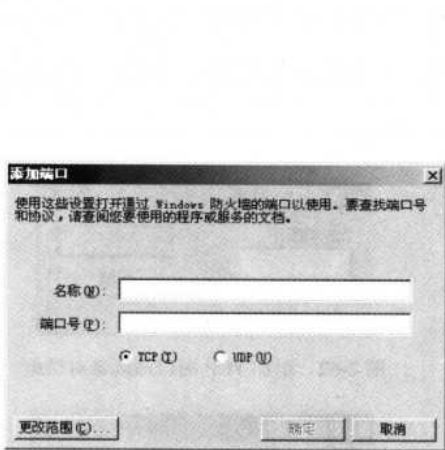 添加端口
使用这些设置打开通过 Windows 防火墙的端口以使用。要查找端口号
和协议,请查阅您要使用的程序或服务的文档。
名称(N):
端口号(P):
TCP(T) UDP(U)
更改范围(C)... 确定 取消